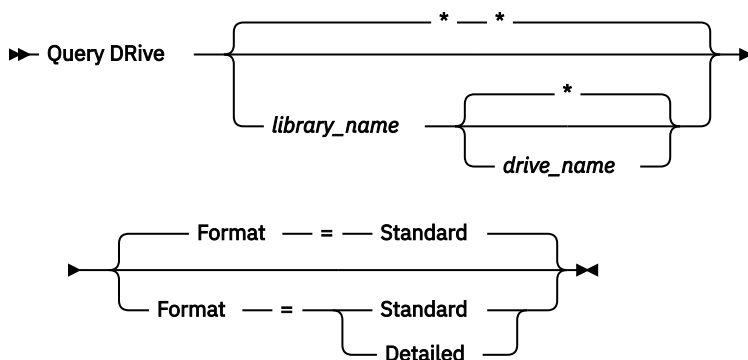 * *
Query DRive
*
library_name
drive_name
Format = Standard
Format = Standard
Detailed